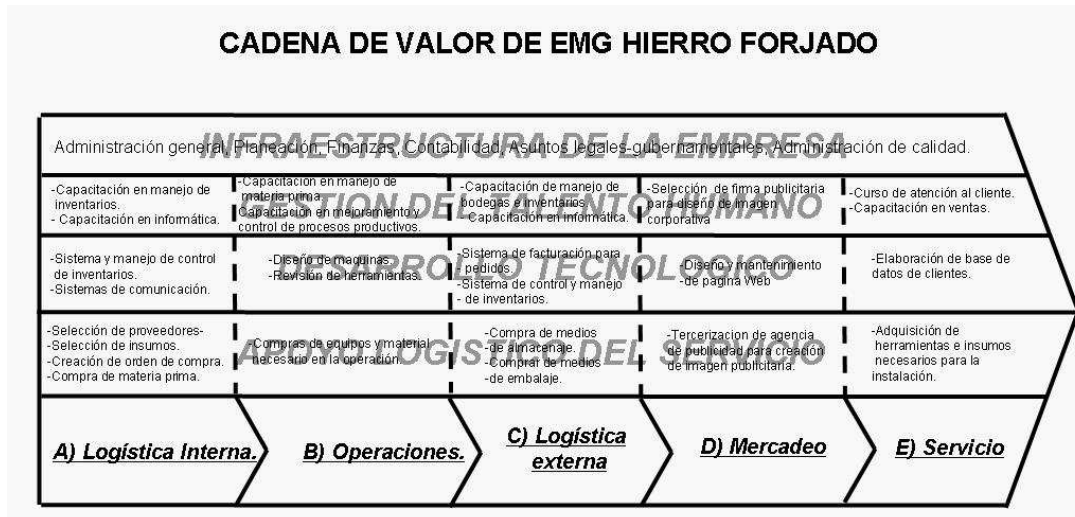 CADENA DE VALOR DE EMG HIERRO FORJADO
INFRAESTRUCTURA DE LA EMPRESA
Administración general, Planeación, Finanzas, Contabilidad, Asuntos legales-gubernamentales, Administración de calidad.
GESTION DEL TALENTO HUMANO
-Capacitación en manejo de
inventarios.
- Capacitación en informática.
-Capacitación en manejo de
materia prima.
Capacitación en mejoramiento y
control de procesos productivos.
-Capacitación de manejo de
bodegas e inventarios
- Capacitación en informática.
-Selección de firma publicitaria
para diseño de imagen
corporativa
-Curso de atención al cliente.
-Capacitación en ventas.
DESARROLLO TECNOLOGICO
-Sistema y manejo de control
de inventarios.
-Sistemas de comunicación.
-Diseño de maquinas.
-Revisión de herramientas.
-Sistema de facturación para
pedidos.
-Sistema de control y manejo
- de inventarios.
-Diseño y mantenimiento
-de pagina Web
-Elaboración de base de
datos de clientes.
APOYO LOGISTICO DEL SERVICIO
-Selección de proveedores-
-Selección de insumos.
-Creación de orden de compra.
-Compra de materia prima.
-Compras de equipos y material
necesario en la operación.
-Compra de medios
-de almacenaje.
-Comprar de medios
-de embalaje.
-Tercerizacion de agencia
de publicidad para creación
de imagen publicitaria.
-Adquisición de
herramientas e insumos
necesarios para la
instalación.
A) Logística Interna.
B) Operaciones.
C) Logística
externa
D) Mercadeo
E) Servicio